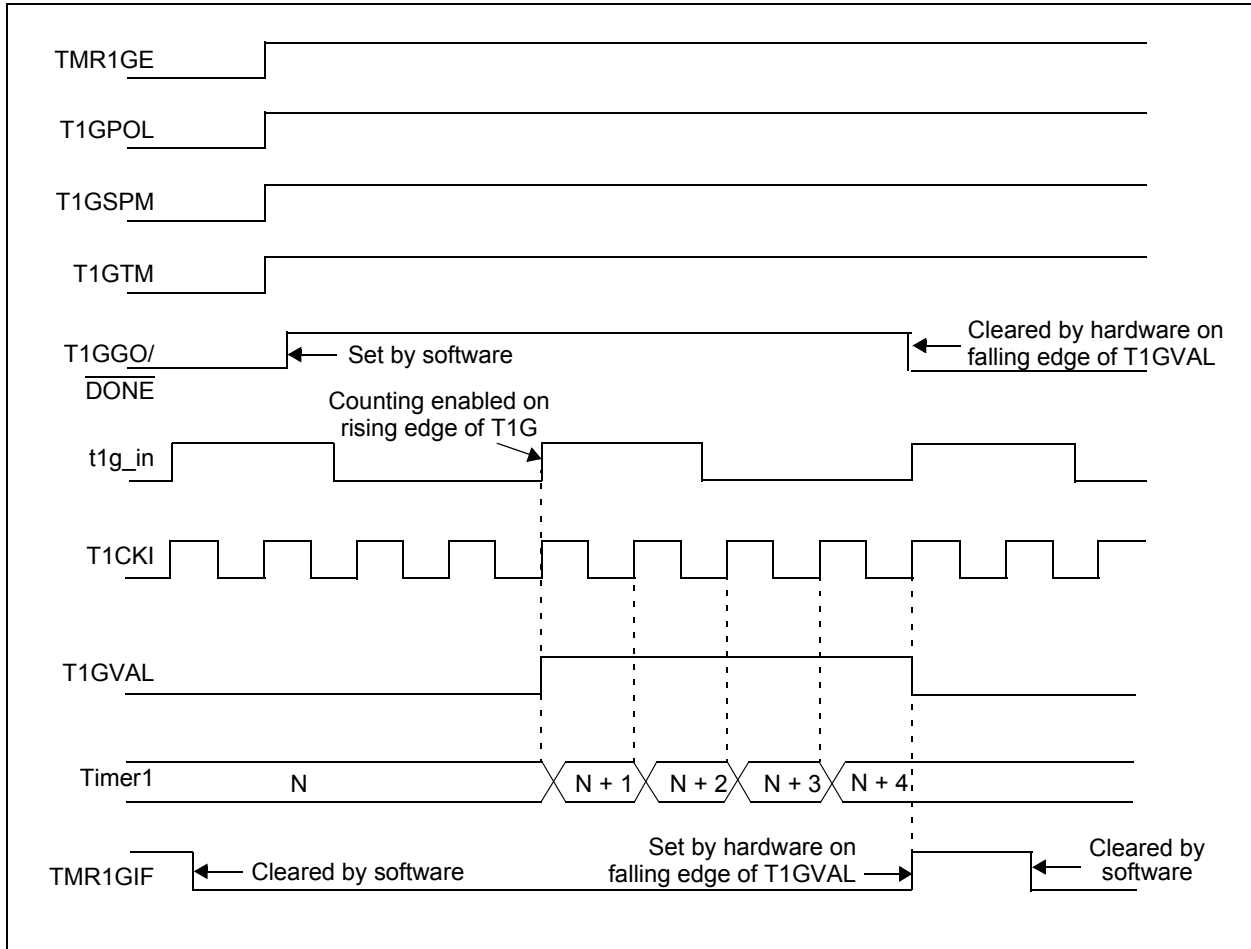 TMR1GE
T1GPOL
T1GSPM
T1GTM
T1GGO/
DONE
Set by software
Cleared by hardware on
falling edge of T1GVAL
Counting enabled on
rising edge of T1G
t1g_in
T1CKI
T1GVAL
Timer1
N
N + 1
N + 2
N + 3
N + 4
TMR1GIF
Cleared by software
Set by hardware on
falling edge of T1GVAL
Cleared by
software